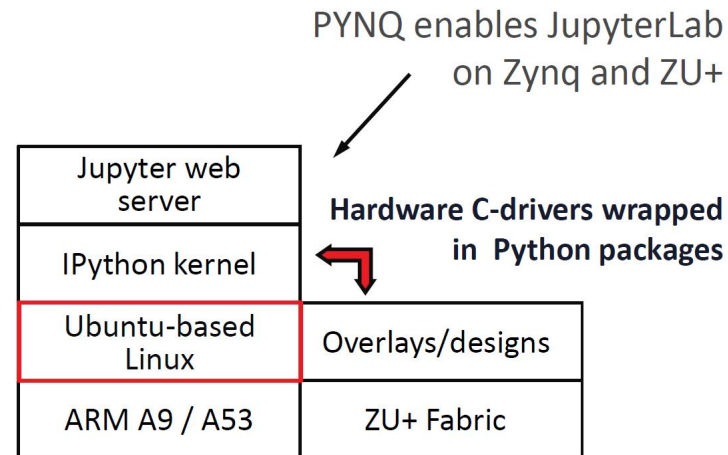 PYNQ enables JupyterLab
on Zynq and ZU+
Jupyter web
server
Hardware C-drivers wrapped
in Python packages
IPython kernel
Ubuntu-based
Linux
Overlays/designs
ARM A9 / A53
ZU+ Fabric